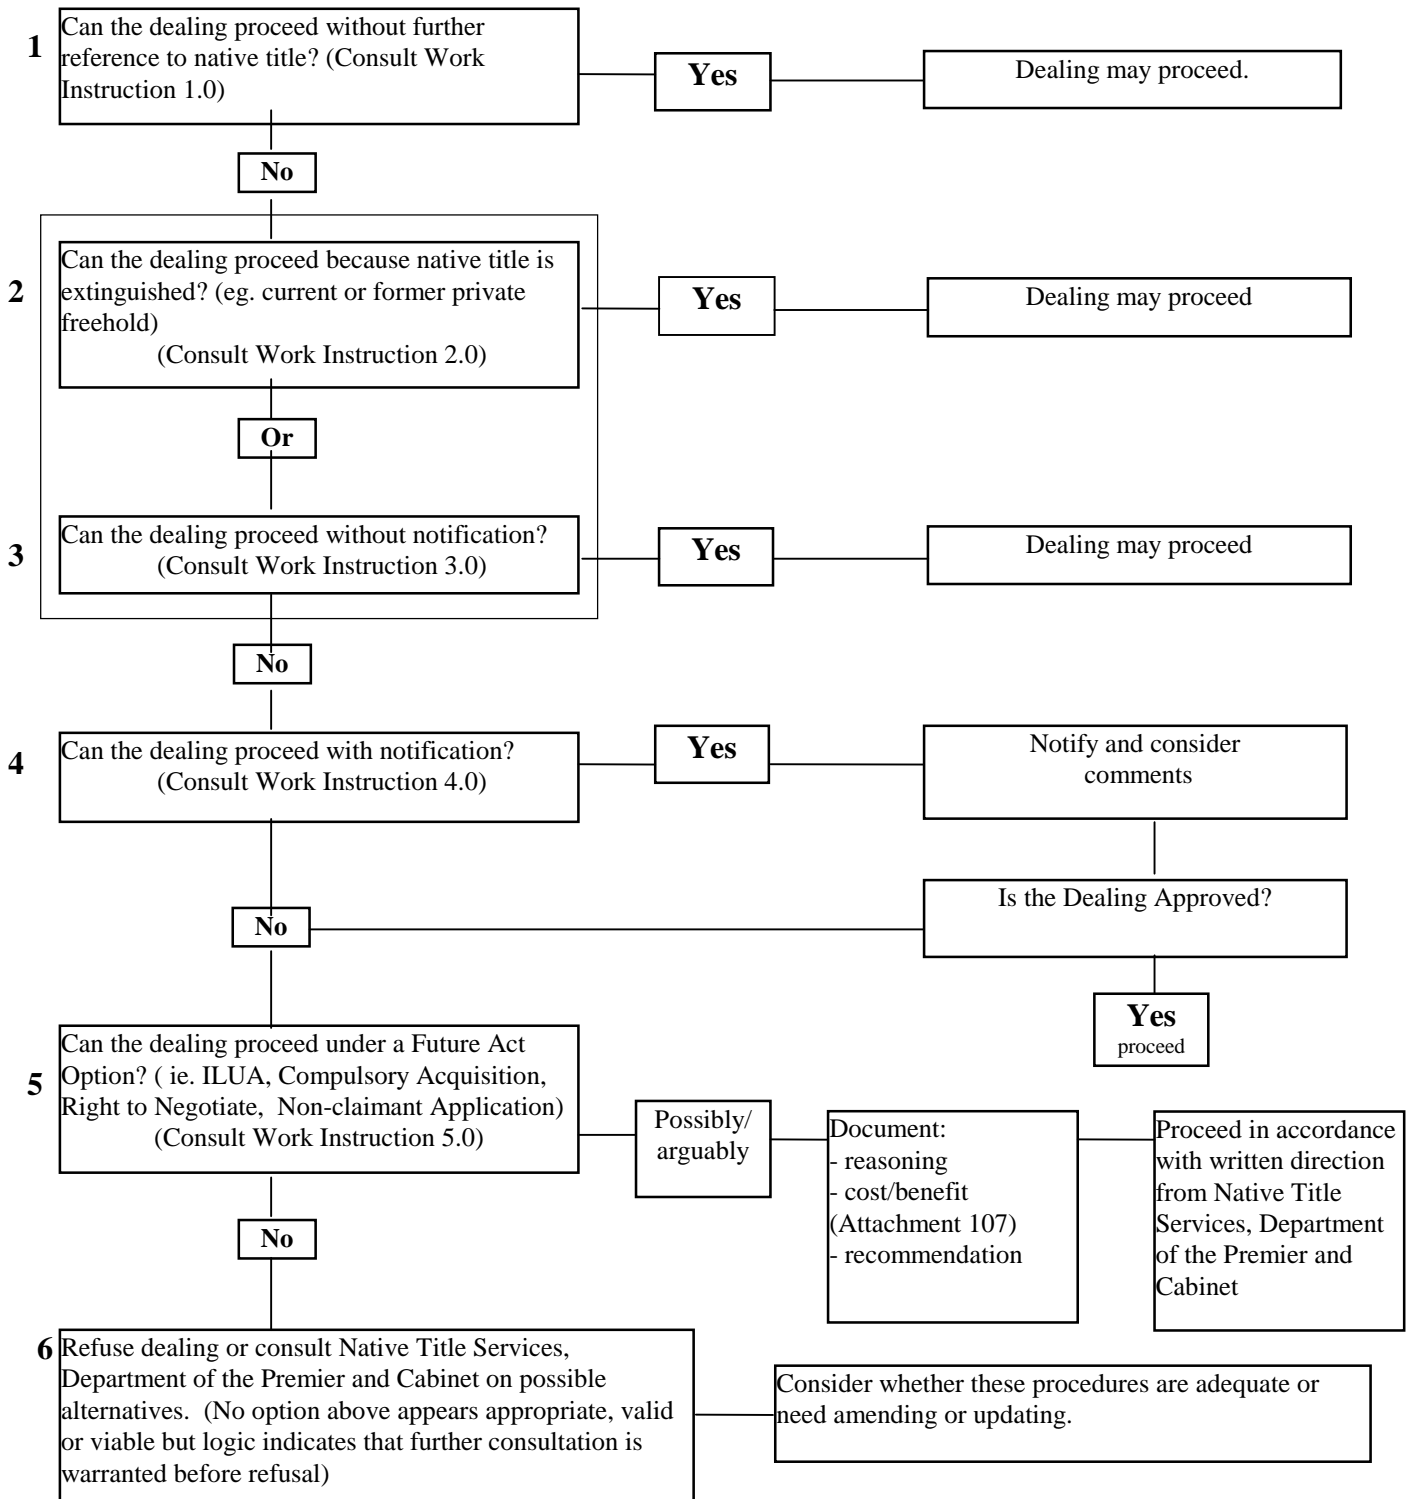 1
Can the dealing proceed without further
reference to native title? (Consult Work
Instruction 1.0)
Yes
Dealing may proceed.
No
2
Can the dealing proceed because native title is
extinguished? (eg. current or former private
freehold)
(Consult Work Instruction 2.0)
Yes
Dealing may proceed
Or
3
Can the dealing proceed without notification?
(Consult Work Instruction 3.0)
Yes
Dealing may proceed
No
4
Can the dealing proceed with notification?
(Consult Work Instruction 4.0)
Yes
Notify and consider
comments
Is the Dealing Approved?
No
Yes
proceed
5
Can the dealing proceed under a Future Act
Option? ( ie. ILUA, Compulsory Acquisition,
Right to Negotiate, Non-claimant Application)
(Consult Work Instruction 5.0)
Possibly/
arguably
Document:
- reasoning
- cost/benefit
(Attachment 107)
- recommendation
Proceed in accordance
with written direction
from Native Title
Services, Department
of the Premier and
Cabinet
No
6
Refuse dealing or consult Native Title Services,
Department of the Premier and Cabinet on possible
alternatives. (No option above appears appropriate, valid
or viable but logic indicates that further consultation is
warranted before refusal)
Consider whether these procedures are adequate or
need amending or updating.